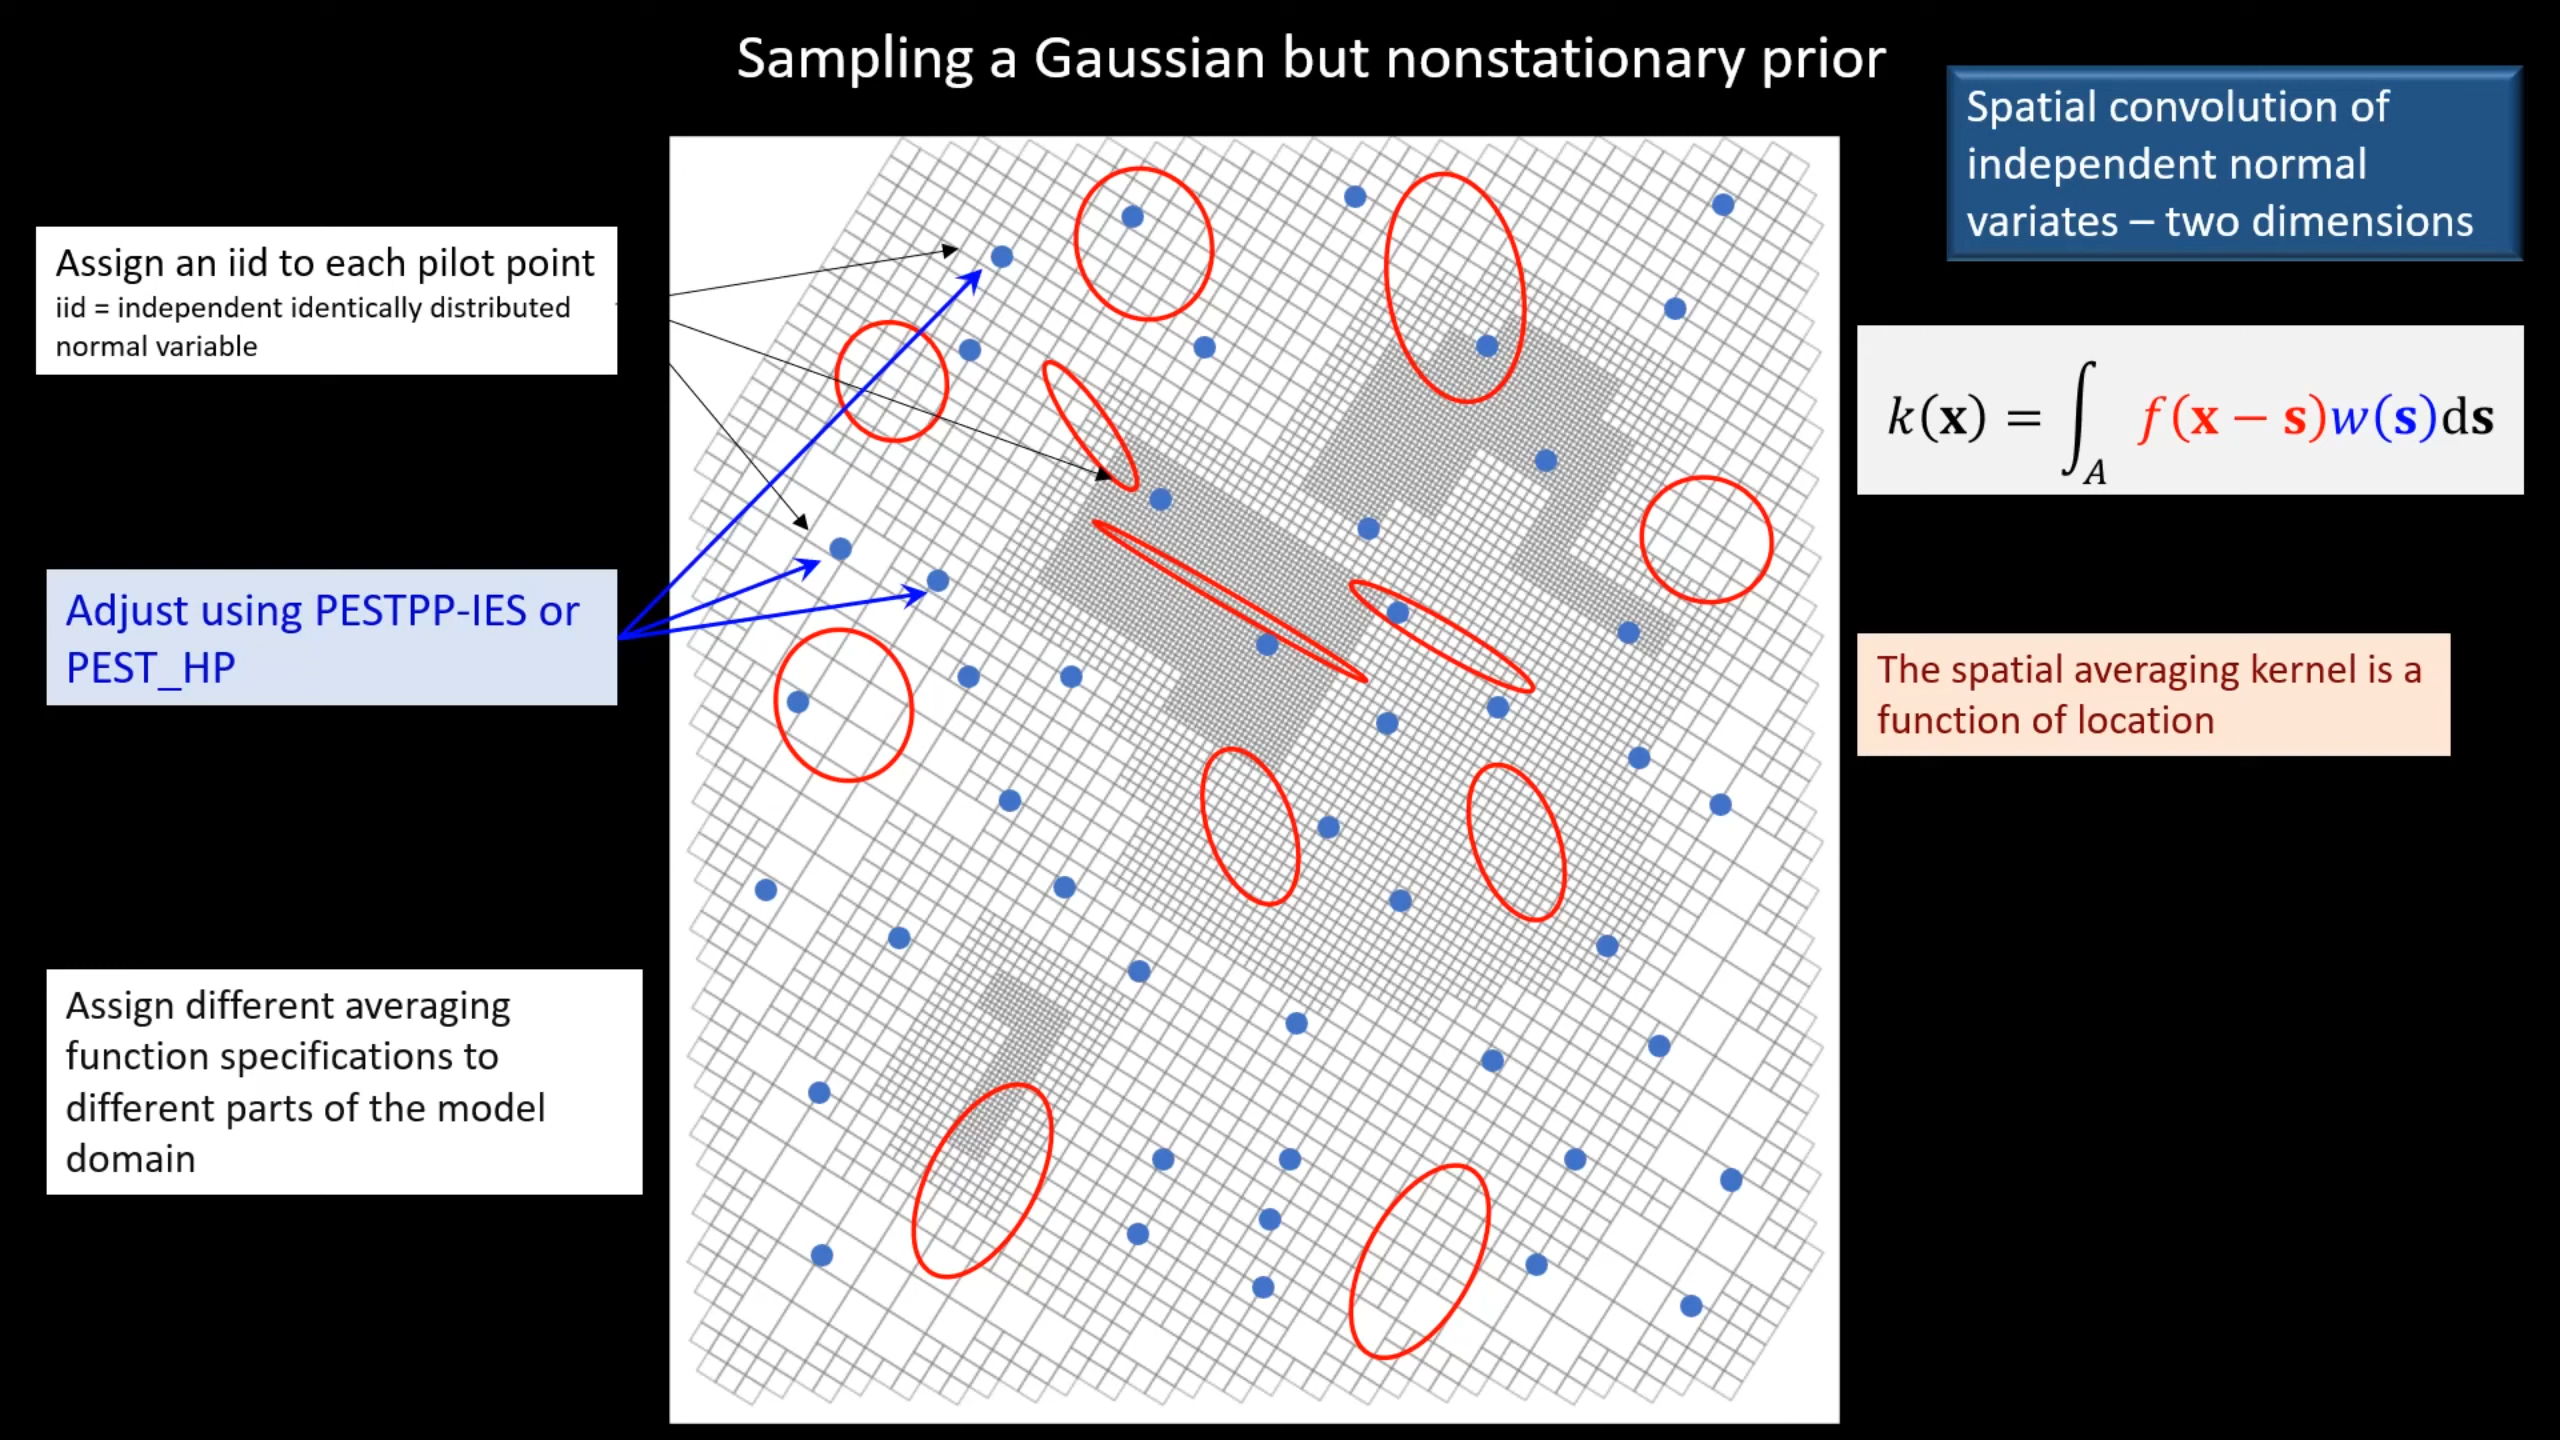 Sampling a Gaussian but nonstationary prior
Spatial convolution of
independent normal
variates – two dimensions
Assign an iid to each pilot point
iid = independent identically distributed
normal variable
k(x) = ∫_A f(x − s)w(s)ds
Adjust using PESTPP-IES or
PEST_HP
The spatial averaging kernel is a
function of location
Assign different averaging
function specifications to
different parts of the model
domain